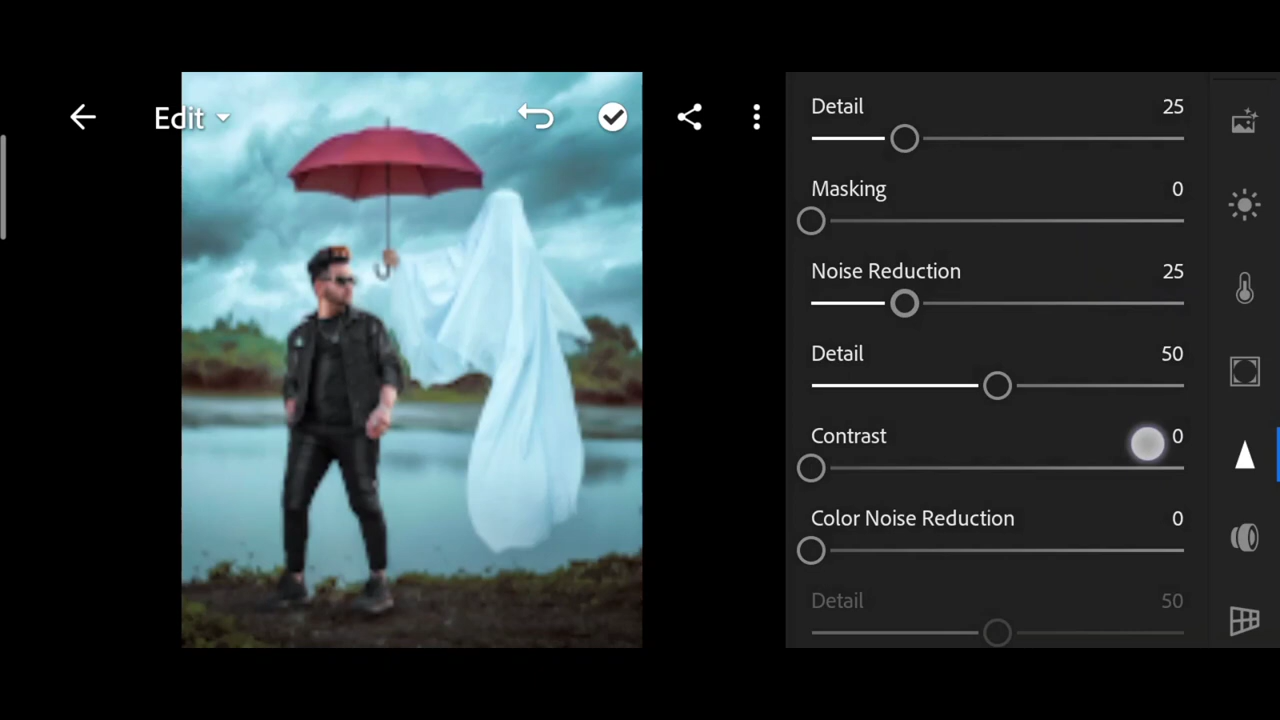 Edit
Detail 25
Masking 0
Noise Reduction 25
Detail 50
Contrast 0
Color Noise Reduction 0
Detail 50